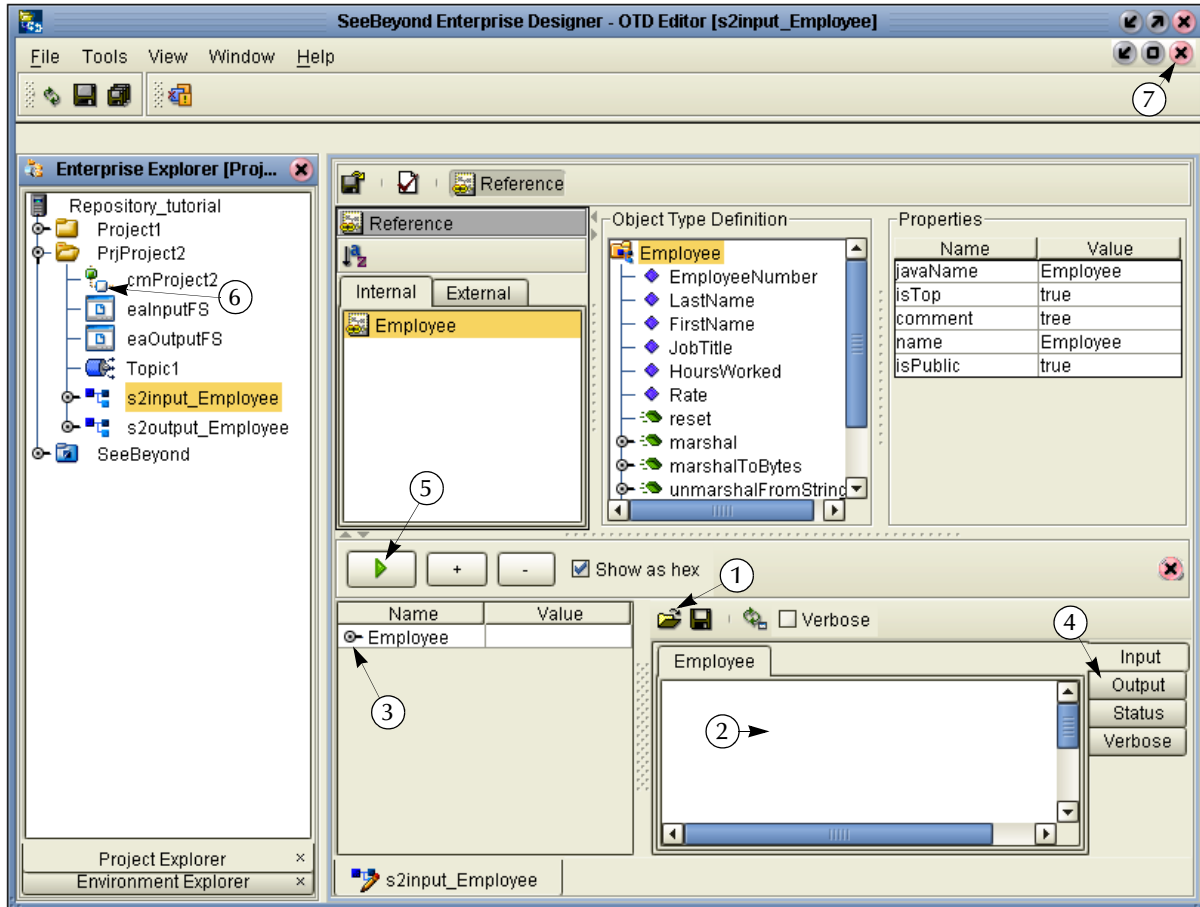 SeeBeyond Enterprise Designer - OTD Editor [s2input_Employee]
File Tools View Window Help
7
Enterprise Explorer [Proj...
Repository_tutorial
Project1
PrjProject2
cmProject2
6
eaInputFS
eaOutputFS
Topic1
s2input_Employee
s2output_Employee
SeeBeyond
Project Explorer ×
Environment Explorer ×
Reference
Reference
Internal External
Employee
5
Object Type Definition
Employee
EmployeeNumber
LastName
FirstName
JobTitle
HoursWorked
Rate
reset
marshal
marshalToBytes
unmarshalFromString
Properties
Name Value
javaName Employee
isTop true
comment tree
name Employee
isPublic true
+ - Show as hex
1
Name Value
Employee
3
Verbose
4
Employee
2
Input
Output
Status
Verbose
s2input_Employee